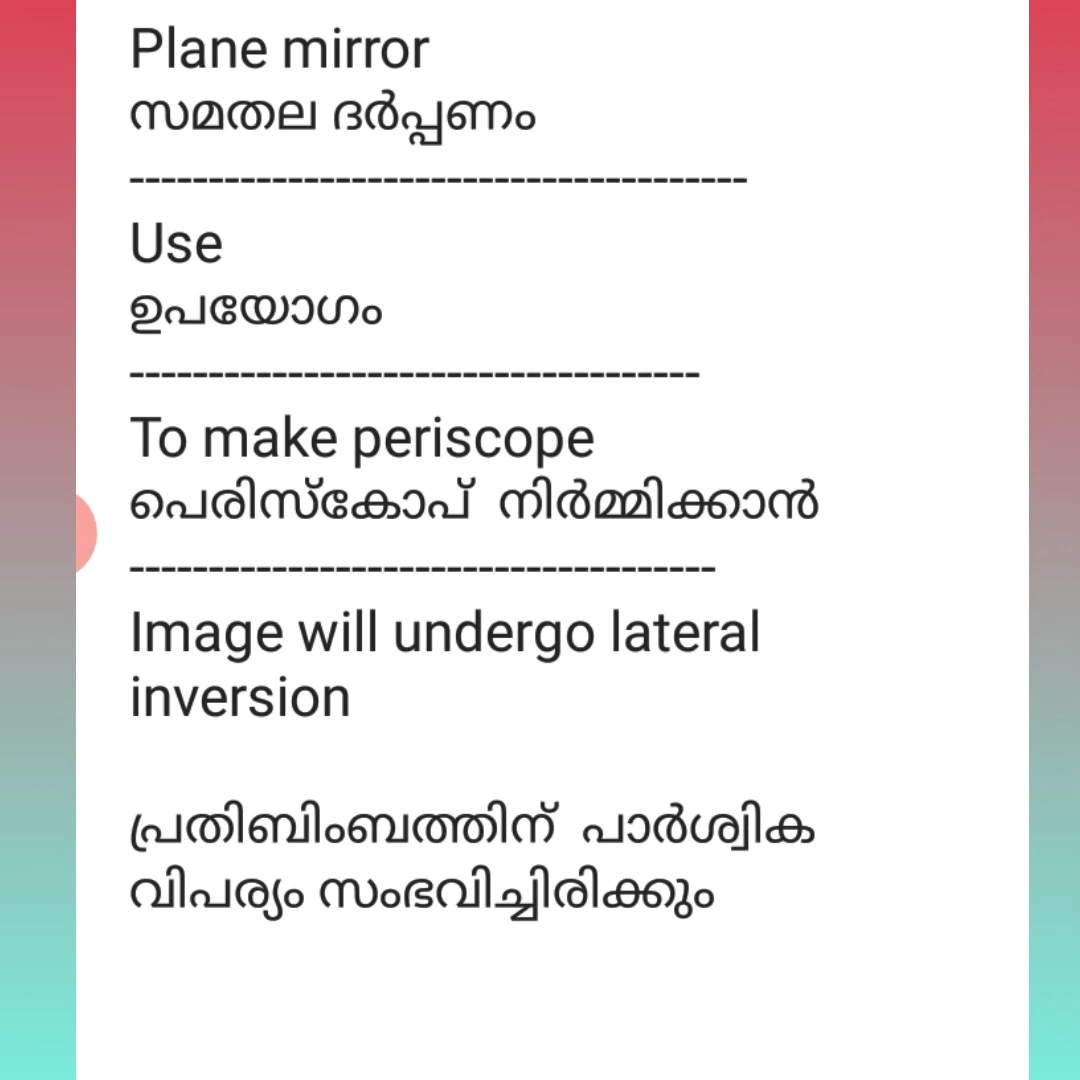 Plane mirror
സമതല ദർപ്പണം
---------------------------------------
Use
ഉപയോഗം
------------------------------------
To make periscope
പെരിസ്കോപ് നിർമ്മിക്കാൻ
-------------------------------------
Image will undergo lateral
inversion
പ്രതിബിംബത്തിന് പാർശ്വിക
വിപര്യം സംഭവിച്ചിരിക്കും